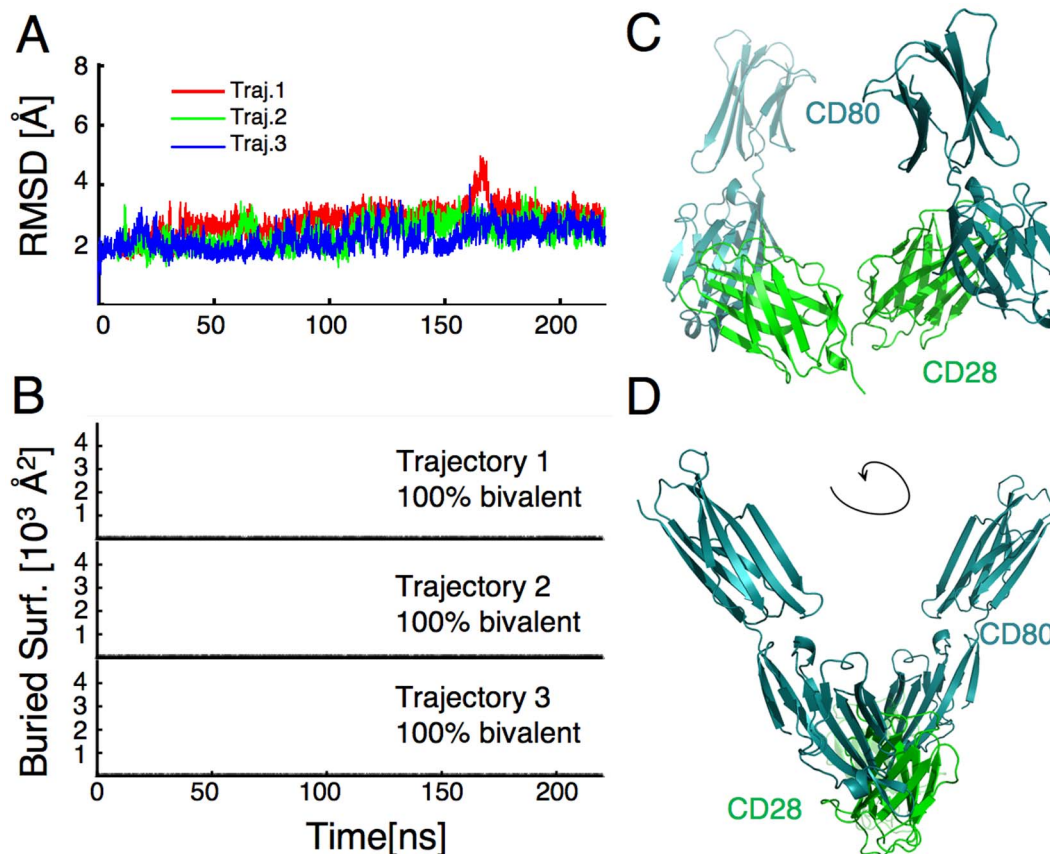 A
RMSD [Å]
8
6
4
2
Traj.1
Traj.2
Traj.3
0 50 100 150 200
B
Buried Surf. [10³ Å²]
4
3
2
1
Trajectory 1
100% bivalent
4
3
2
1
Trajectory 2
100% bivalent
4
3
2
1
Trajectory 3
100% bivalent
0 50 100 150 200
Time[ns]
C
CD80
CD28
D
CD80
CD28